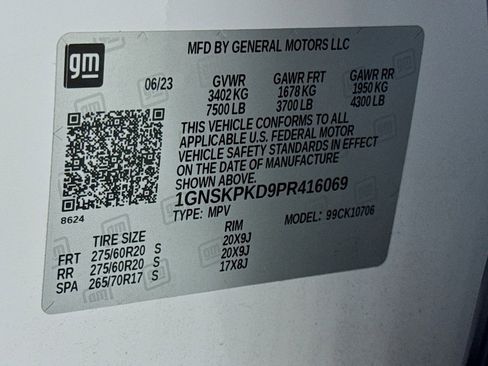 gm
MFD BY GENERAL MOTORS LLC
06/23 GVWR GAWR FRT GAWR RR
3402 KG 1678 KG 1950 KG
7500 LB 3700 LB 4300 LB
THIS VEHICLE CONFORMS TO ALL
APPLICABLE U.S. FEDERAL MOTOR
VEHICLE SAFETY STANDARDS IN EFFECT
ON THE DATE OF MANUFACTURE
SHOWN ABOVE.
1GNSKPKD9PR416069
8624
TYPE: MPV MODEL: 99CK10706
TIRE SIZE RIM
FRT 275/60R20 S 20X9J
RR 275/60R20 S 20X9J
SPA 265/70R17 S 17X8J